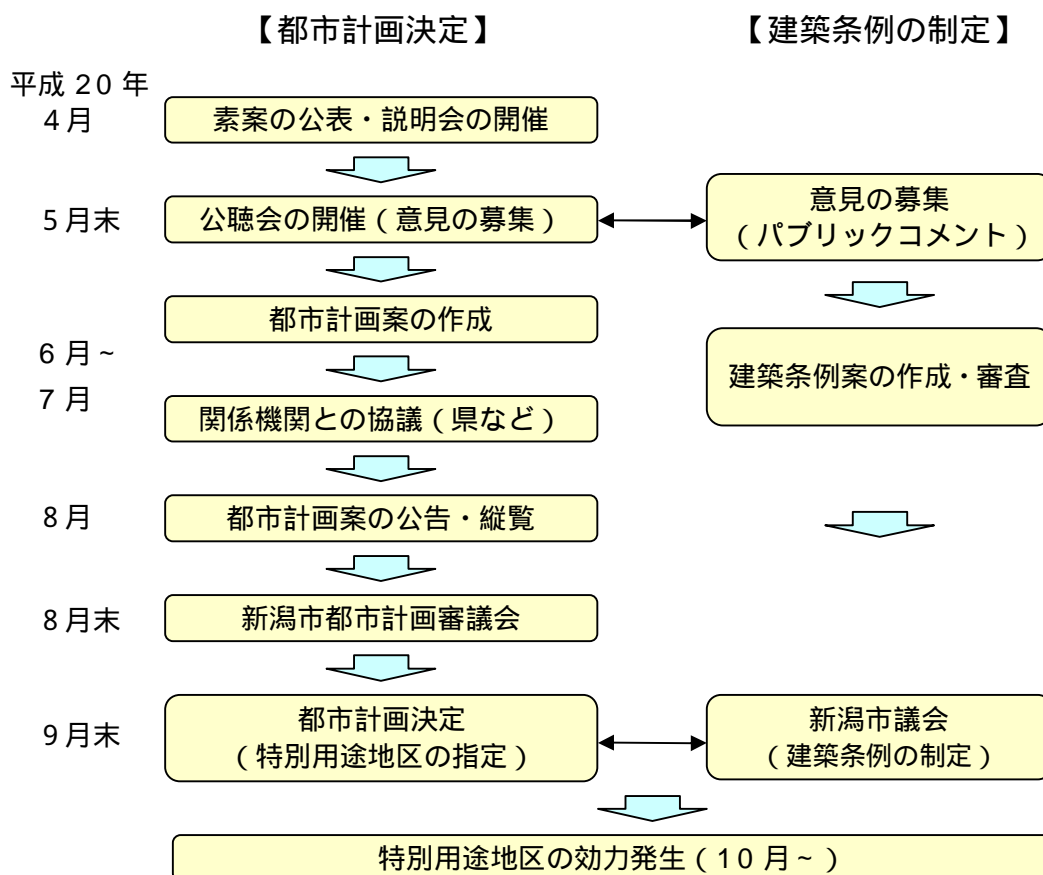 【都市計画決定】
【建築条例の制定】
平成20年
4月
素案の公表・説明会の開催
5月末
公聴会の開催(意見の募集)
意見の募集
(パブリックコメント)
都市計画案の作成
6月~
7月
建築条例案の作成・審査
関係機関との協議(県など)
8月
都市計画案の公告・縦覧
8月末
新潟市都市計画審議会
9月末
都市計画決定
(特別用途地区の指定)
新潟市議会
(建築条例の制定)
特別用途地区の効力発生(10月~)